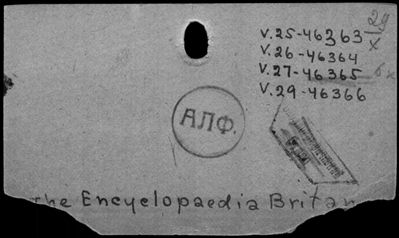 29
x
V.25-46363
V.26-46364
V.27-46365
V.29-46366
АЛФ.
the Encyclopaedia Britan